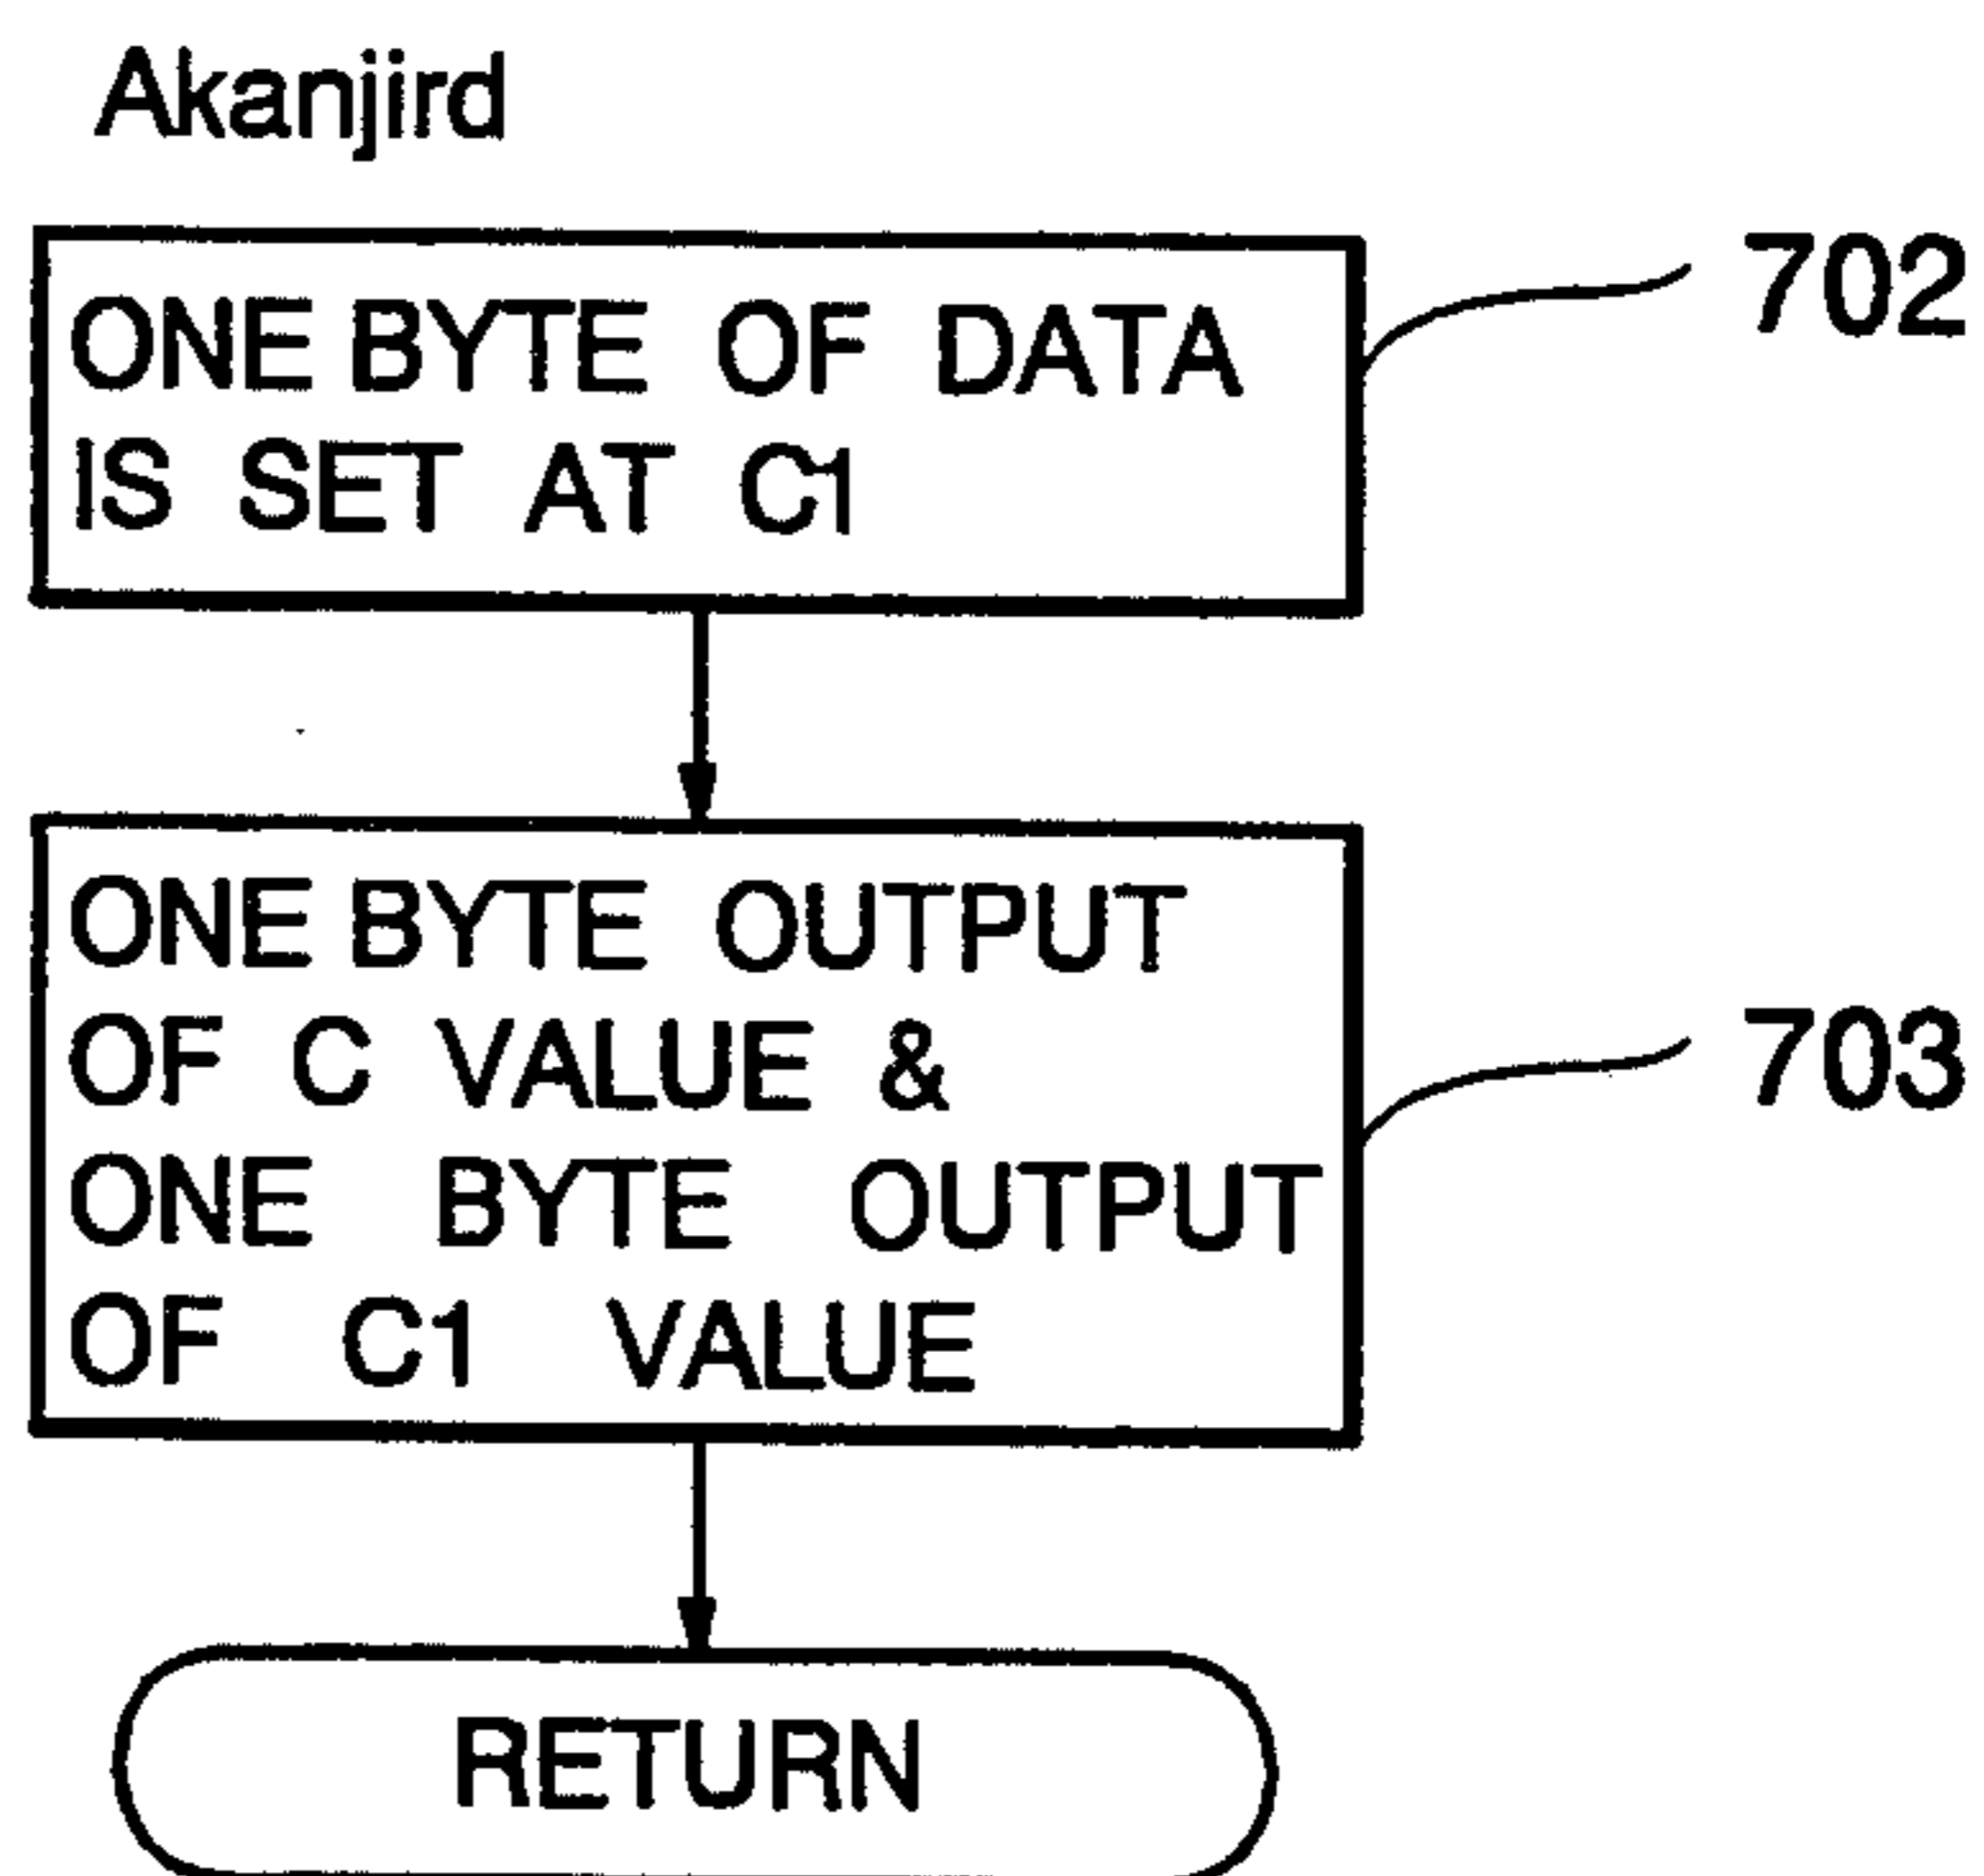 Akanjird
ONE BYTE OF DATA
IS SET AT C1
702
ONE BYTE OUTPUT
OF C VALUE &
ONE BYTE OUTPUT
OF C1 VALUE
703
RETURN